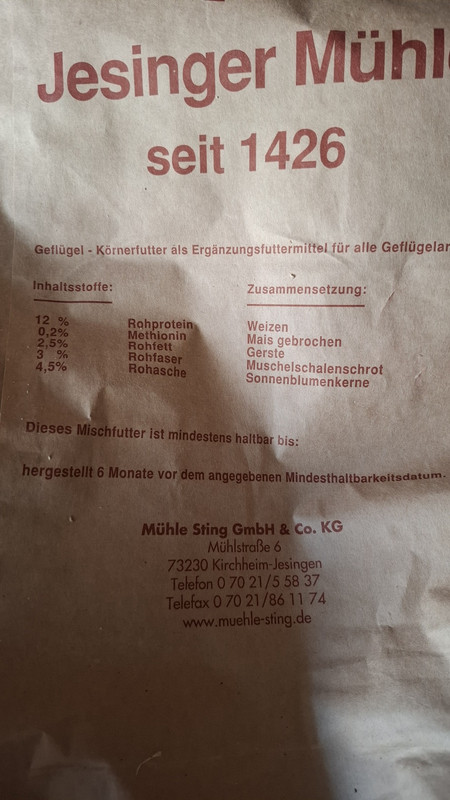 Jesinger Mühl
seit 1426
Geflügel - Körnerfutter als Ergänzungsfuttermittel für alle Geflügelar
Inhaltsstoffe:
12 % Rohprotein
0,2% Methionin
2,5% Rohfett
3 % Rohfaser
4,5% Rohasche
Zusammensetzung:
Weizen
Mais gebrochen
Gerste
Muschelschalenschrot
Sonnenblumenkerne
Dieses Mischfutter ist mindestens haltbar bis:
hergestellt 6 Monate vor dem angegebenen Mindesthaltbarkeitsdatum.
Mühle Sting GmbH & Co. KG
Mühlstraße 6
73230 Kirchheim-Jesingen
Telefon 0 70 21/5 58 37
Telefax 0 70 21/86 11 74
www.muehle-sting.de